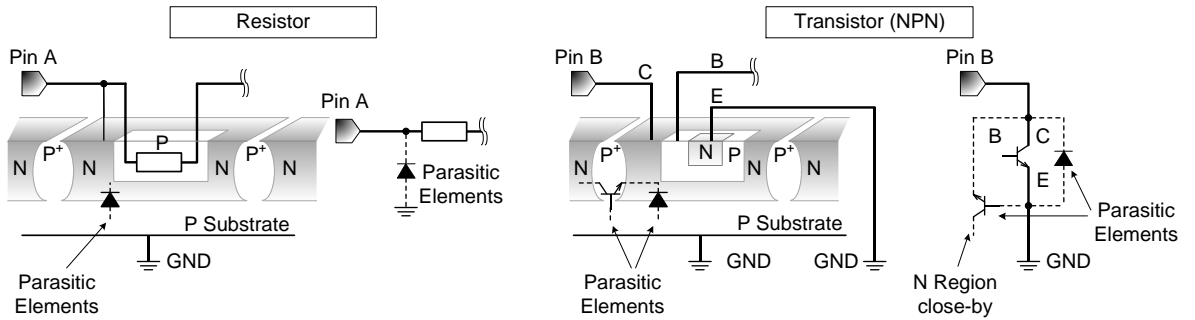 Resistor
Transistor (NPN)
Pin A
Pin B
B
Pin B
C
E
Pin A
N
P+
N
P
N
P+
N
Parasitic
Elements
N
P+
N
N
P
P+
N
B
C
E
P Substrate
P Substrate
Parasitic
Elements
GND
Parasitic
Elements
GND
GND
GND
Parasitic
Elements
N Region
close-by